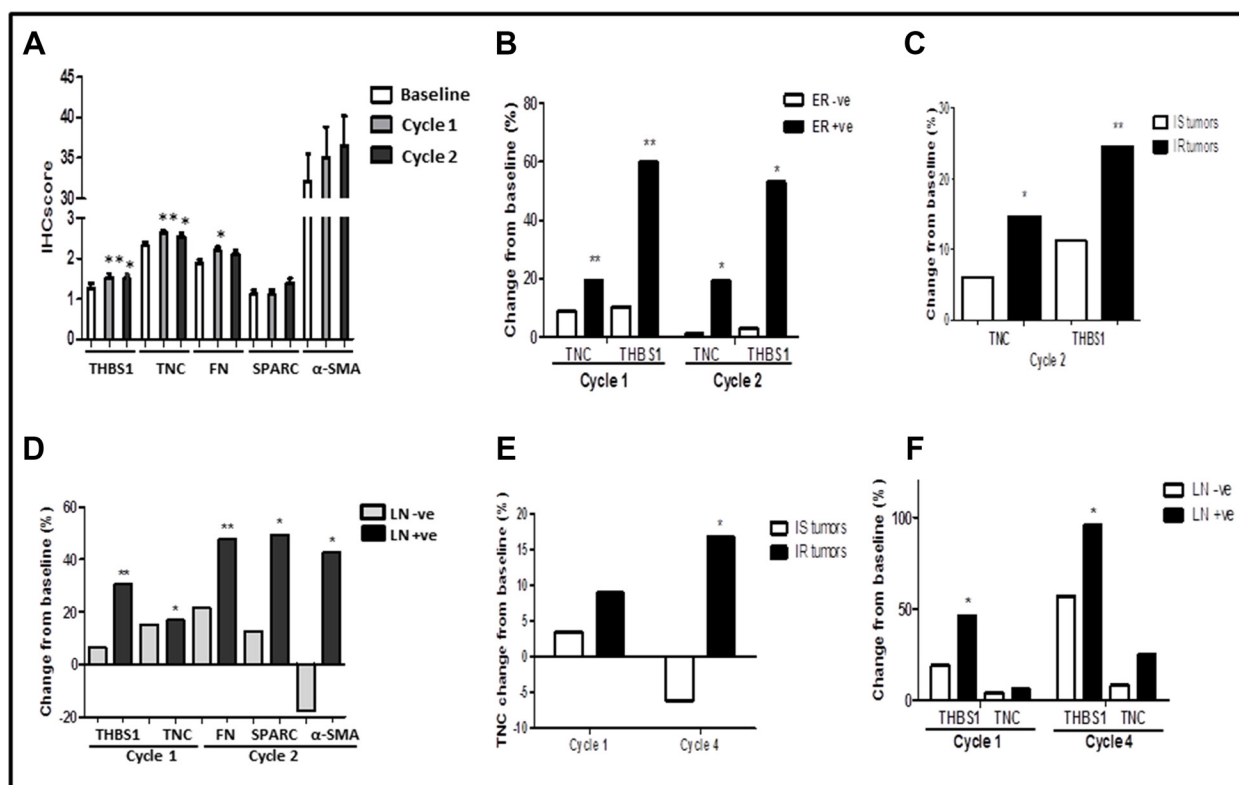 A
IHCscore
45
40
35
30
3
2
1
0
Baseline
Cycle 1
Cycle 2
** *
** *
*
THBS1 TNC FN SPARC α-SMA
B
Change from baseline (%)
80
60
40
20
0
ER -ve
ER +ve
** ** * *
TNC THBS1 TNC THBS1
Cycle 1 Cycle 2
C
Change from baseline (%)
30
20
10
0
IS tumors
IR tumors
* **
TNC THBS1
Cycle 2
D
Change from baseline (%)
60
40
20
0
-20
LN -ve
LN +ve
** * ** * *
THBS1 TNC FN SPARC α-SMA
Cycle 1 Cycle 2
E
TNC change from baseline (%)
20
15
10
5
0
-5
-10
IS tumors
IR tumors
*
Cycle 1 Cycle 4
F
Change from baseline (%)
100
50
0
LN -ve
LN +ve
* *
THBS1 TNC THBS1 TNC
Cycle 1 Cycle 4